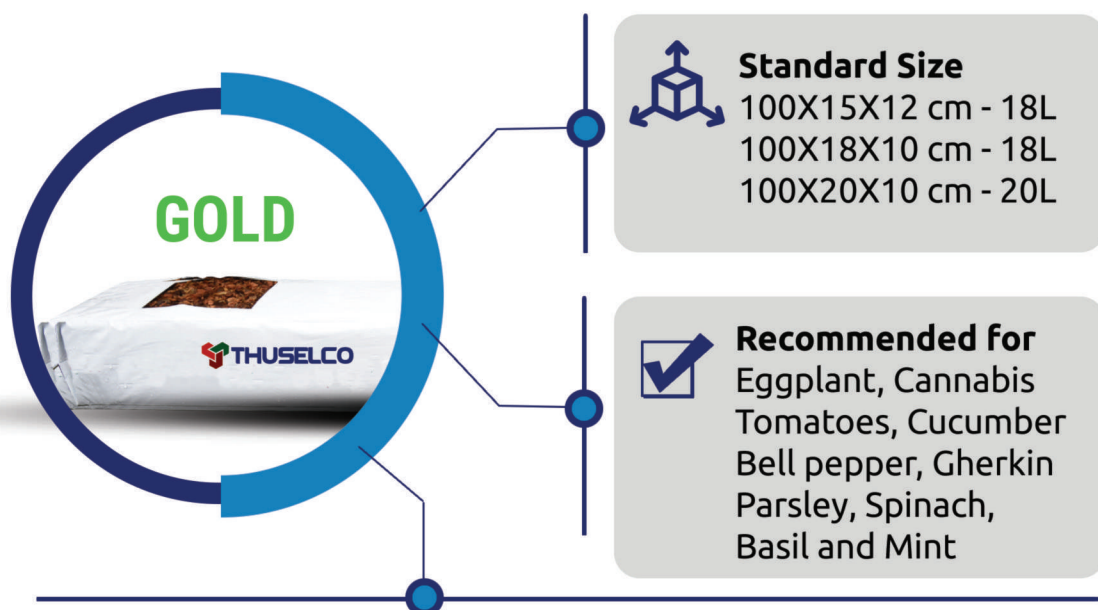 GOLD
THUSELCO
Standard Size
100X15X12 cm - 18L
100X18X10 cm - 18L
100X20X10 cm - 20L
Recommended for
Eggplant, Cannabis
Tomatoes, Cucumber
Bell pepper, Gherkin
Parsley, Spinach,
Basil and Mint